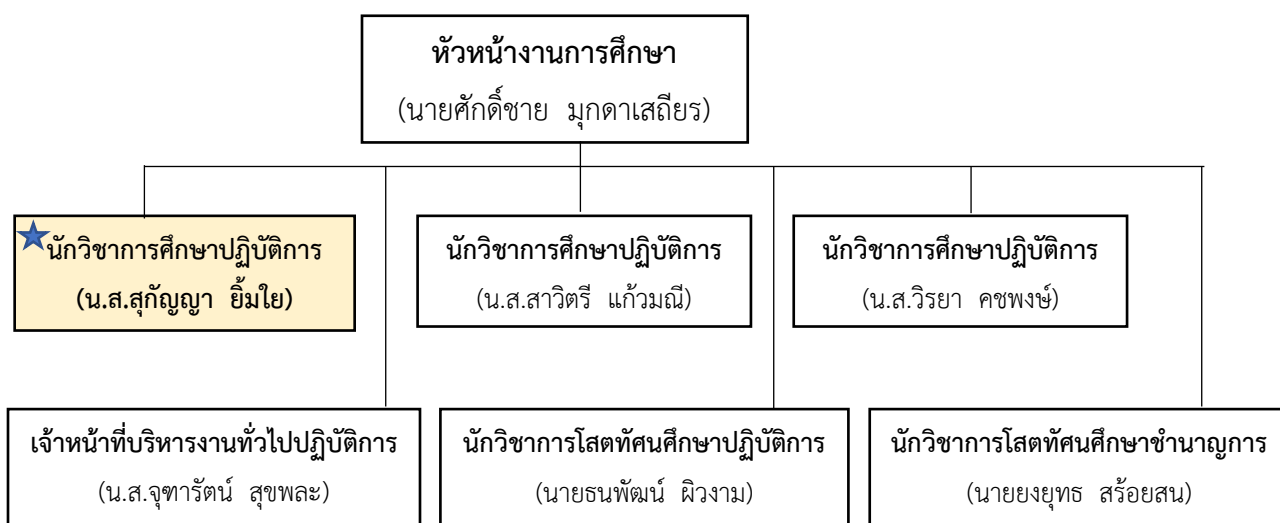 หัวหน้างานการศึกษา
(นายศักดิ์ชาย มุกดาเสถียร)
นักวิชาการศึกษาปฏิบัติการ
(น.ส.สุกัญญา ยิ้มใย)
นักวิชาการศึกษาปฏิบัติการ
(น.ส.สาวิตรี แก้วมณี)
นักวิชาการศึกษาปฏิบัติการ
(น.ส.วิรยา คชพงษ์)
เจ้าหน้าที่บริหารงานทั่วไปปฏิบัติการ
(น.ส.จุฑารัตน์ สุขพละ)
นักวิชาการโสตทัศนศึกษาปฏิบัติการ
(นายธนพัฒน์ ผิวงาม)
นักวิชาการโสตทัศนศึกษาชำนาญการ
(นายยงยุทธ สร้อยสน)